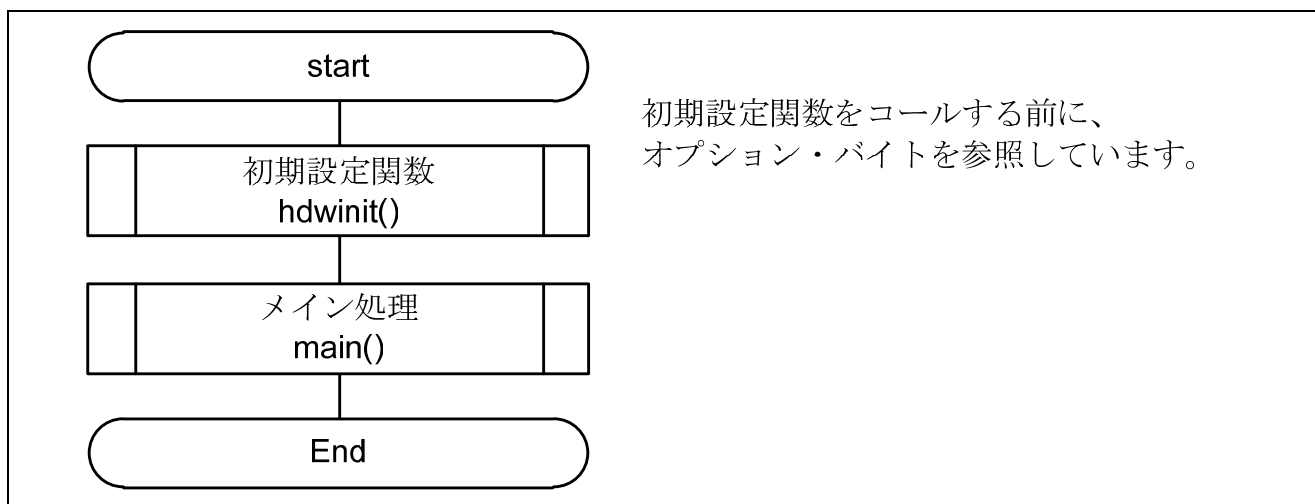 start
初期設定関数
hdwinit()
メイン処理
main()
End
初期設定関数をコールする前に、
オプション・バイトを参照しています。